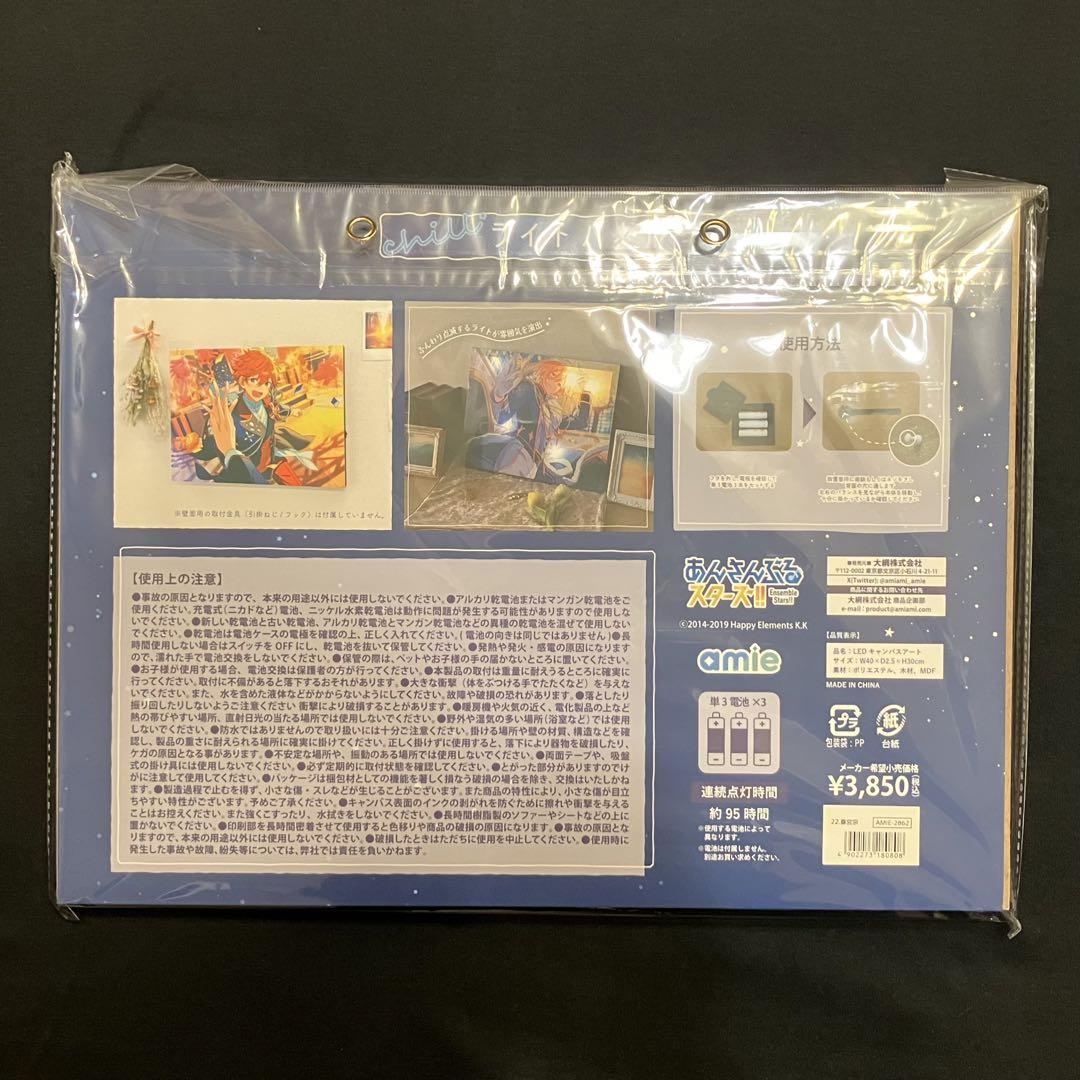 chill ライト
※壁面用の取付金具(引掛ねじ/フック)は付属していません。
ふんわり点滅するライトが雰囲気を演出
使用方法
フタを外し、電極を確認して
単3電池3本をセットする
【使用上の注意】
●事故の原因となりますので、本来の用途以外には使用しないでください。●アルカリ乾電池またはマンガン乾電池をご
使用ください。充電式(ニカドなど)電池、ニッケル水素乾電池は動作に問題が発生する可能性がありますので使用しな
いでください。●新しい乾電池と古い乾電池、アルカリ乾電池とマンガン乾電池などの異種の乾電池を混ぜて使用しない
でください。●乾電池は電池ケースの電極を確認の上、正しく入れてください。(電池の向きは同じではありません)●長
時間使用しない場合はスイッチを OFF にし、乾電池を抜いて保管してください。●発熱や発火・感電の原因になります
ので、濡れた手で電池交換をしないでください。●保管の際は、ペットやお子様の手の届かないところに置いてください。
●お子様が使用する場合、電池交換は保護者の方が行ってください。●本製品の取付は重量に耐えうるところに確実に
行ってください。取付に不備があると落下するおそれがあります。●大きな衝撃(体をぶつける手でたたくなど)を与えな
いでください。また、水を含めた液体などがかからないようにしてください。故障や破損の恐れがあります。●落としたり
振り回したりしないようご注意ください 衝撃により破損することがあります。●暖房機や火気の近く、電化製品の上など
熱の帯びやすい場所、直射日光の当たる場所では使用しないでください。●野外や湿気の多い場所(浴室など)では使用
しないでください。●防水ではありませんので取り扱いには十分ご注意ください。掛ける場所や壁の材質、構造などを確
認し、製品の重さに耐えられる場所に確実に掛けてください。正しく掛けずに使用すると、落下により器物を破損したり、
ケガの原因となる事があります。●不安定な場所や、振動のある場所では使用しないでください。●両面テープや、吸盤
式の掛け具には使用しないでください。●必ず定期的に取付状態を確認してください。●とがった部分がありますのでけ
がに注意して使用してください。●パッケージは梱包材としての機能を著しく損なう破損の場合を除き、交換はいたしかね
ます。●製造過程で止むを得ず、小さな傷・スレなどが生じることがございます。また商品の特性により、小さな傷が目立
ちやすい特性がございます。予めご了承ください。●キャンバス表面のインクの剥がれを防ぐために擦れや衝撃を与える
ことはお控えください。また強くこすったり、水拭きをしないでください。●長時間樹脂製のソファーやシートなどの上に
置かないでください。●印刷部を長時間密着させて使用すると色移りや商品の破損の原因になります。●事故の原因とな
りますので、本来の用途以外には使用しないでください。●破損したときはただちに使用を中止してください。●使用時に
発生した事故や故障、紛失等については、弊社では責任を負いかねます。
あんさんぶる
スターズ!!
Ensemble
Stars!!
©2014-2019 Happy Elements K.K
amie
単3電池×3
連続点灯時間
約 95 時間
※使用する電池によって
異なります。
※電池は付属しません。
別途お買い求めください。
■発売元■ 大網株式会社
〒112-0002 東京都文京区小石川 4-21-11
X(Twitter): @amiami_amie
商品に関するお問い合わせ先
大網株式会社 商品企画部
e-mail : product@amiami.com
【品質表示】
品名:LED キャンバスアート
サイズ:W40×D2.5×H30cm
素材:ポリエステル、木材、MDF
MADE IN CHINA
プラ
包装袋:PP
紙
台紙
メーカー希望小売価格
¥3,850(税込)
AMIE-2862
4 902273 180808